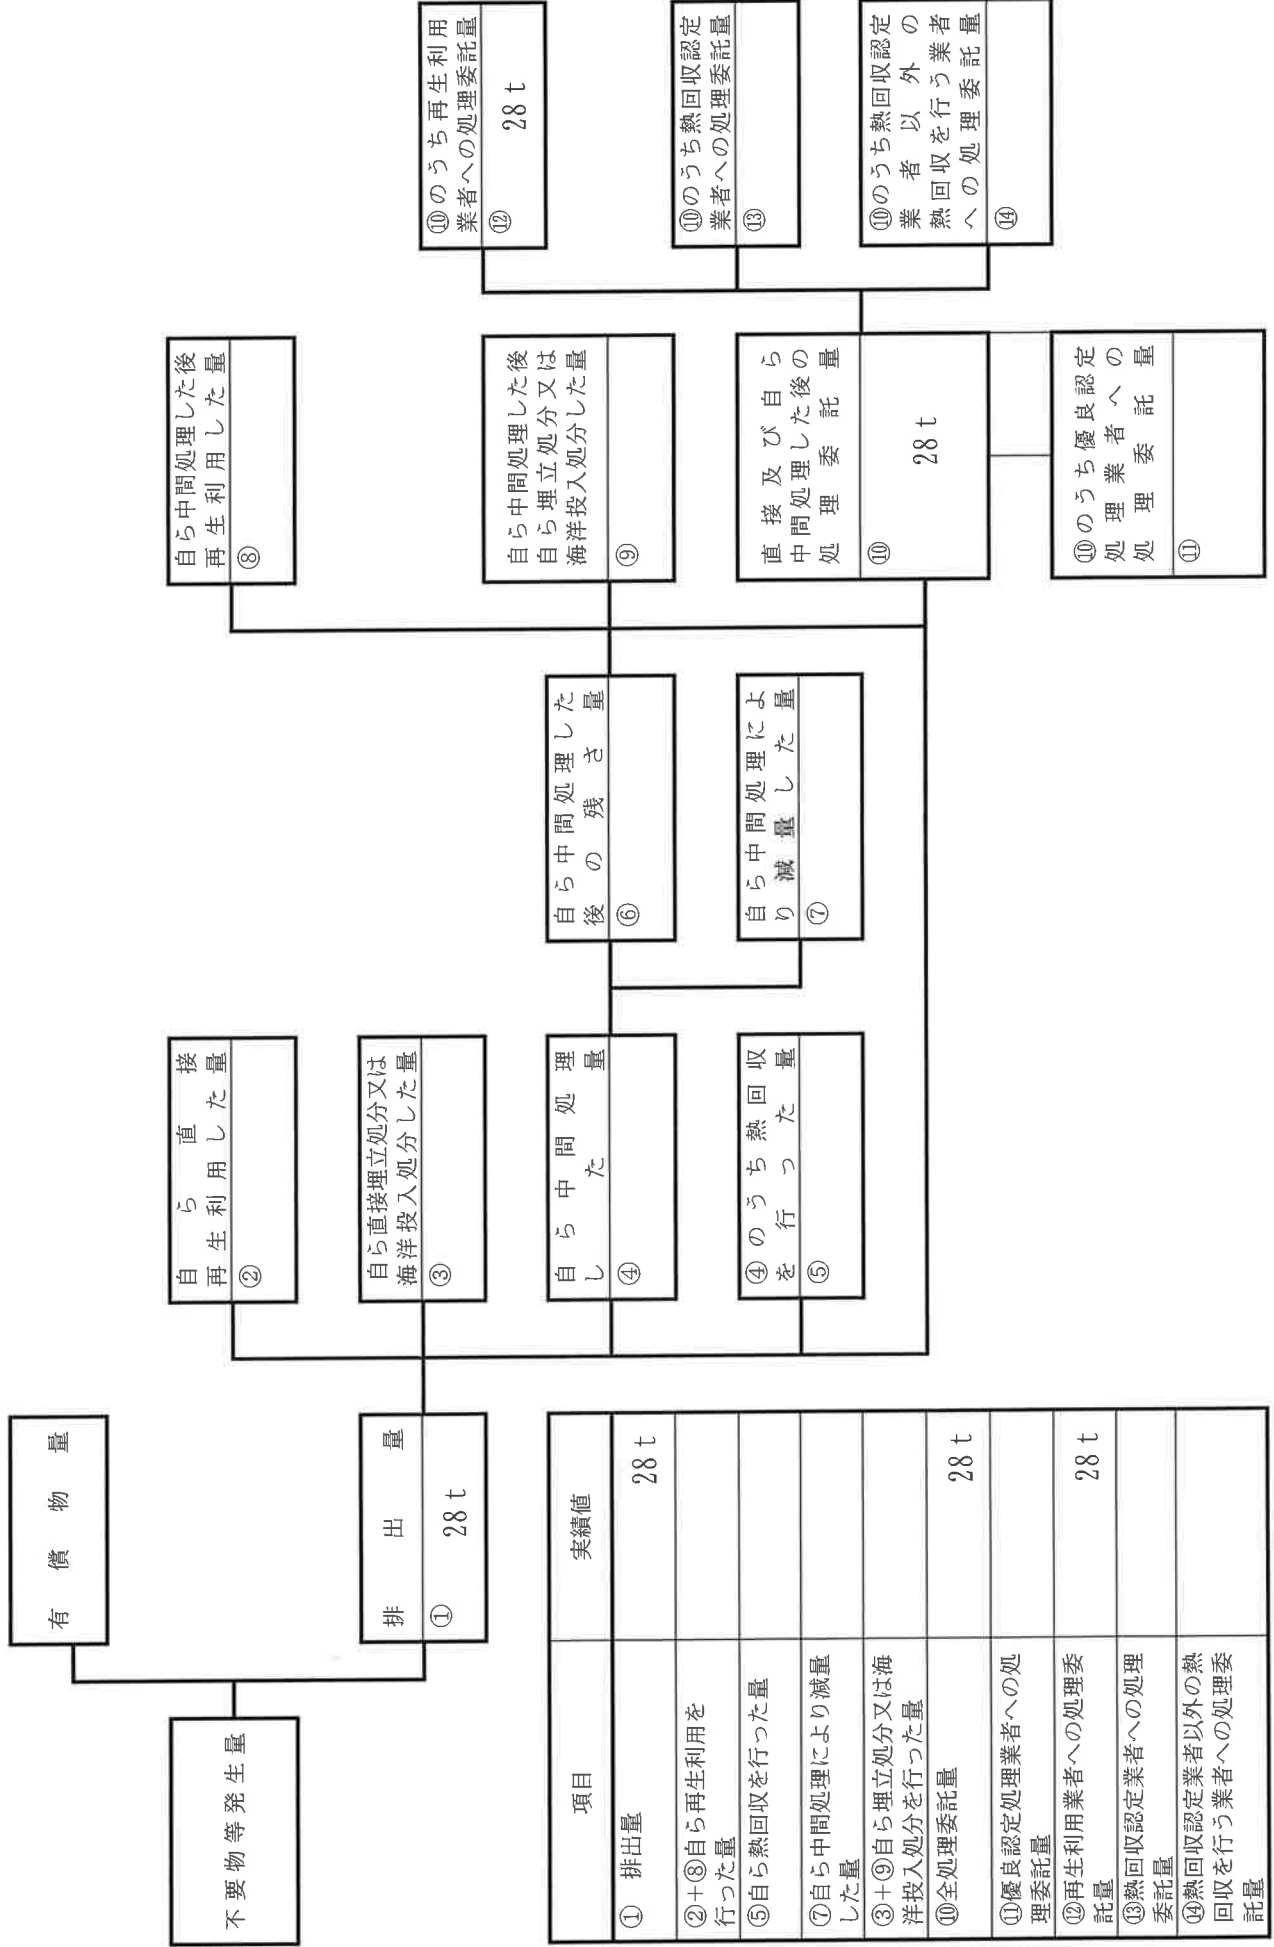 不要物等発生量
有償物量
排出量
①
28 t
自ら直接
再生利用した量
②
自ら直接埋立処分又は
海洋投入処分した量
③
自ら中間処理
した量
④
④のうち熱回収
を行った量
⑤
自ら中間処理した
後の残さ量
⑥
自ら中間処理によ
り減量した量
⑦
自ら中間処理した後
再生利用した量
⑧
自ら中間処理した後
自ら埋立処分又は
海洋投入処分した量
⑨
直接及び自ら
中間処理した後の
処理委託量
⑩
28 t
⑩のうち優良認定
処理業者への
処理委託量
⑪
⑩のうち再生利用
業者への処理委託量
⑫
28 t
⑩のうち熱回収認定
業者への処理委託量
⑬
⑩のうち熱回収認定
業者以外の
熱回収を行う業者
への処理委託量
⑭
項目 実績値
① 排出量 28 t
②+⑧自ら再生利用を
行った量
⑤自ら熱回収を行った量
⑦自ら中間処理により減量
した量
③+⑨自ら埋立処分又は海
洋投入処分を行った量
⑩全処理委託量 28 t
⑪優良認定処理業者への処
理委託量
⑫再生利用業者への処理委
託量 28 t
⑬熱回収認定業者への処理
委託量
⑭熱回収認定業者以外の熱
回収を行う業者への処理委
託量